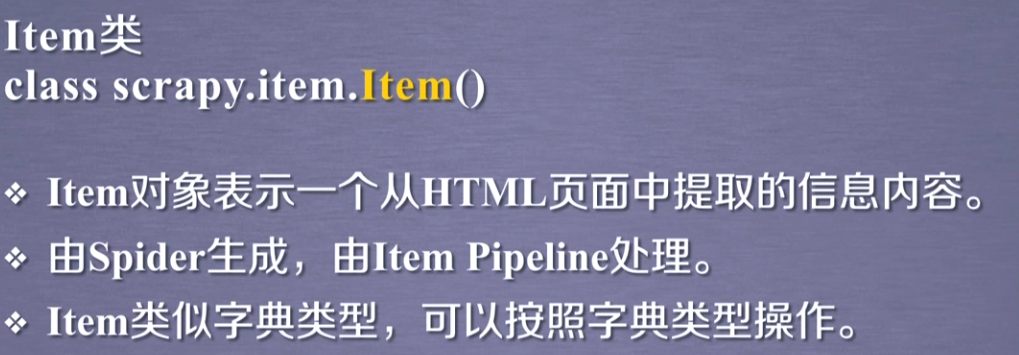 Item类
class scrapy.item.Item()
❖ Item对象表示一个从HTML页面中提取的信息内容。
❖ 由Spider生成，由Item Pipeline处理。
❖ Item类似字典类型，可以按照字典类型操作。